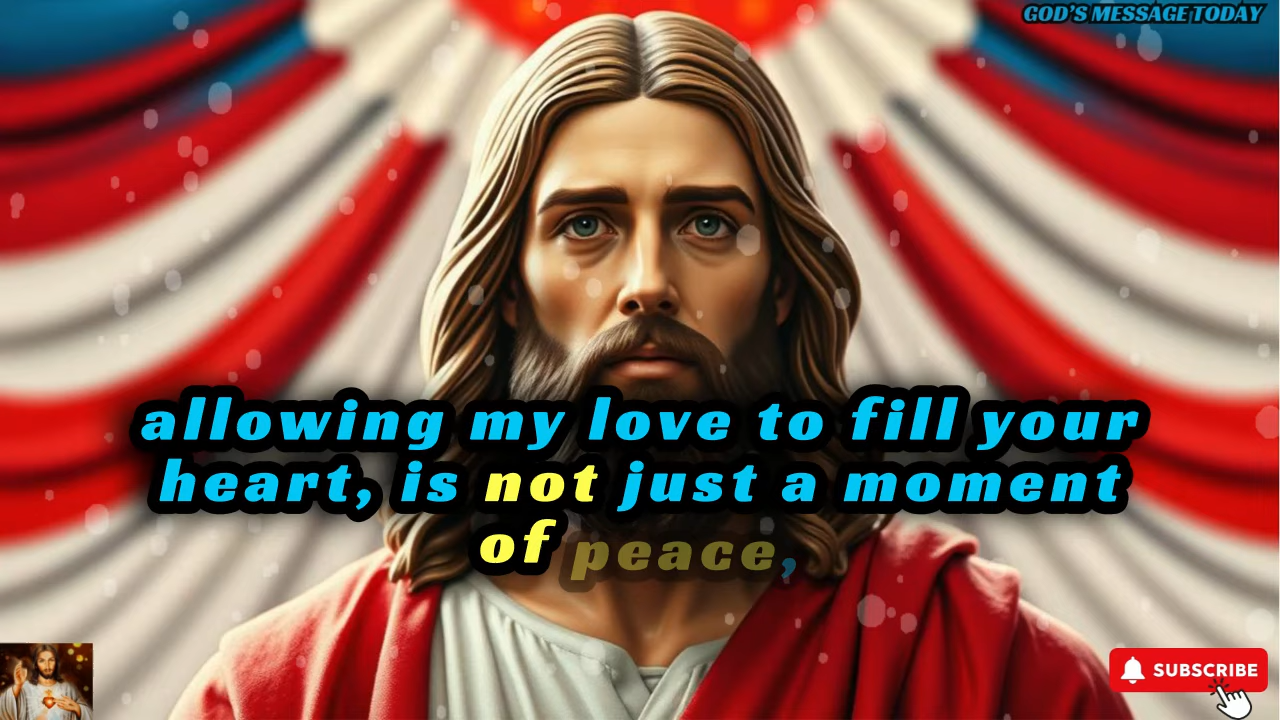 GOD'S MESSAGE TODAY
allowing my love to fill your
heart, is not just a moment
of peace,
SUBSCRIBE